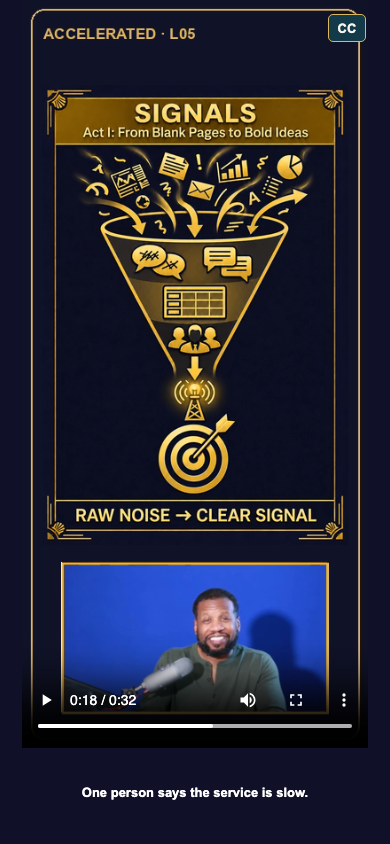 ACCELERATED · L05
CC
SIGNALS
Act I: From Blank Pages to Bold Ideas
A
RAW NOISE → CLEAR SIGNAL
0:18 / 0:32
One person says the service is slow.